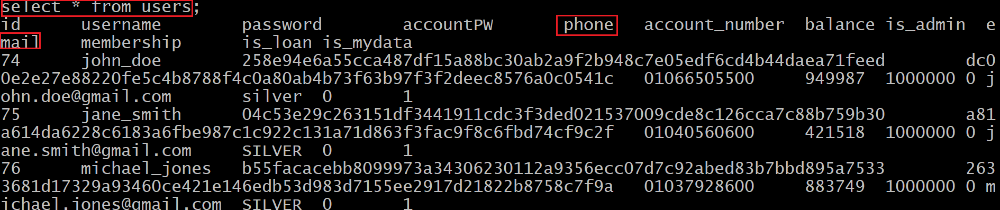 select * from users;
id username password accountPW phone account_number balance is_admin e
mail membership is_loan is_mydata
74 john_doe 258e94e6a55cca487df15a88bc30ab2a9f2b948c7e05edf6cd4b44daea71feed dc0
0e2e27e88220fe5c4b8788f4c0a80ab4b73f63b97f3f2deec8576a0c0541c 01066505500 949987 1000000 0 j
ohn.doe@gmail.com silver 0 1
75 jane_smith 04c53e29c263151df3441911cdc3f3ded021537009cde8c126cca7c88b759b30 a81
a614da6228c6183a6fbe987c1c922c131a71d863f3fac9f8c6fbd74cf9c2f 01040560600 421518 1000000 0 j
ane.smith@gmail.com SILVER 0 1
76 michael_jones b55facacebb8099973a34306230112a9356ecc07d7c92abed83b7bbd895a7533 263
3681d17329a93460ce421e146edb53d983d7155ee2917d21822b8758c7f9a 01037928600 883749 1000000 0 m
ichael.jones@gmail.com SILVER 0 1